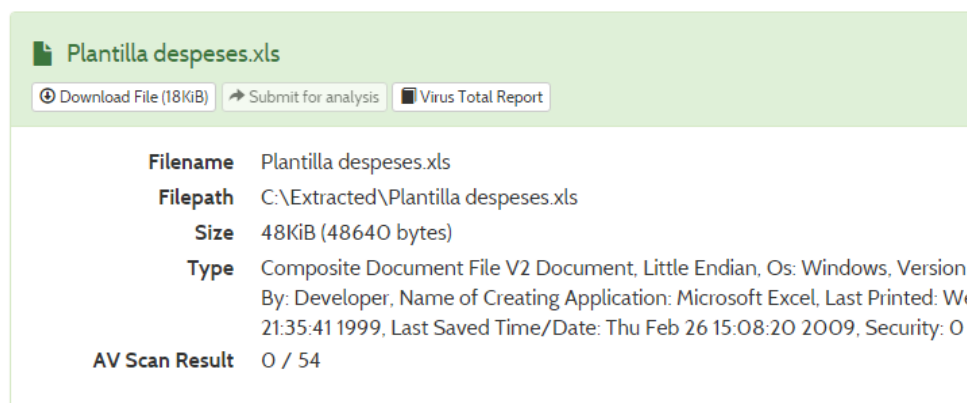 Plantilla despeses.xls
Download File (18KiB) Submit for analysis Virus Total Report
Filename Plantilla despeses.xls
Filepath C:\Extracted\Plantilla despeses.xls
Size 48KiB (48640 bytes)
Type Composite Document File V2 Document, Little Endian, Os: Windows, Version
By: Developer, Name of Creating Application: Microsoft Excel, Last Printed: We
21:35:41 1999, Last Saved Time/Date: Thu Feb 26 15:08:20 2009, Security: 0
AV Scan Result 0 / 54